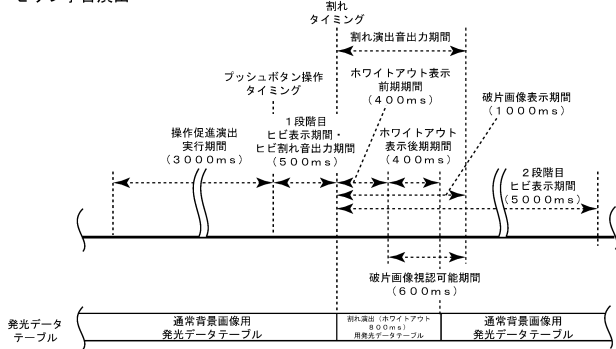 割れ
タイミング
割れ演出音出力期間
プッシュボタン操作
タイミング
ホワイトアウト表示
前期期間
(400ms)
破片画像表示期間
(1000ms)
操作促進演出
実行期間
(3000ms)
1段階目
ヒビ表示期間・
ヒビ割れ音出力期間
(500ms)
ホワイトアウト
表示後期期間
(400ms)
2段階目
ヒビ表示期間
(5000ms)
破片画像視認可能期間
(600ms)
発光データ
テーブル
通常背景画像用
発光データテーブル
割れ演出(ホワイトアウト
800ms)
用発光データテーブル
通常背景画像用
発光データテーブル